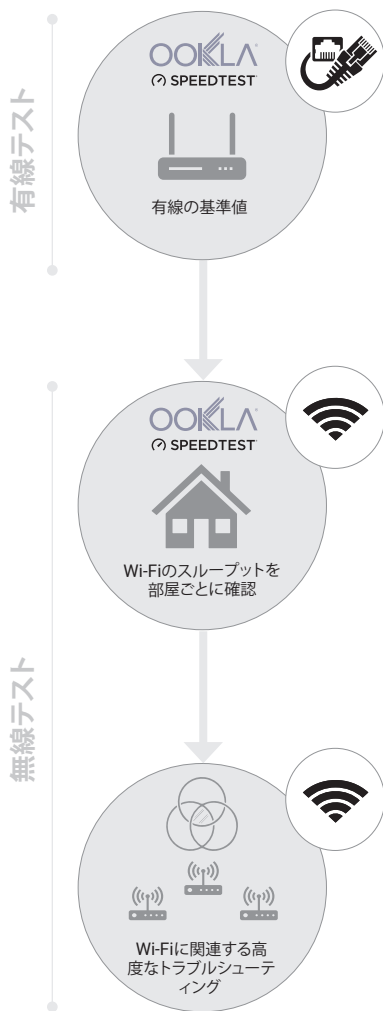 有線テスト
OOKLA
SPEEDTEST
有線の基準値
無線テスト
OOKLA
SPEEDTEST
Wi-Fiのスループットを
部屋ごとに確認
Wi-Fiに関連する高
度なトラブルシューテ
ィング